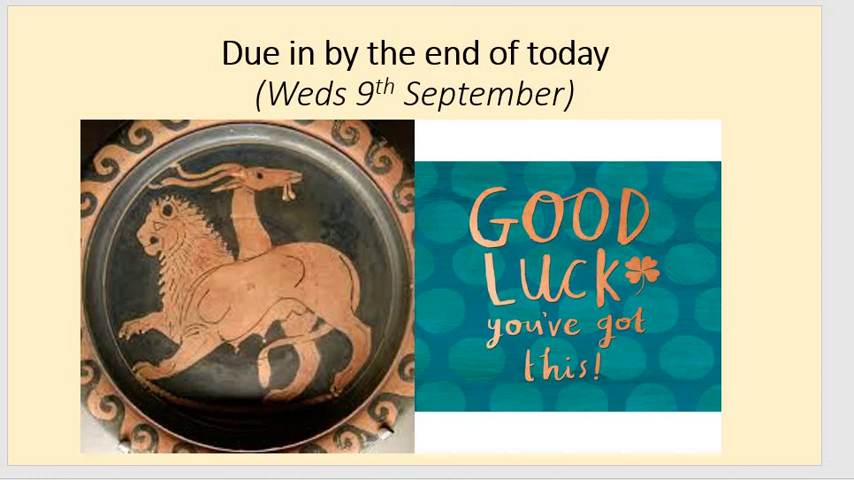 Due in by the end of today
(Weds 9th September)
GOOD
LUCK
you've got
this!